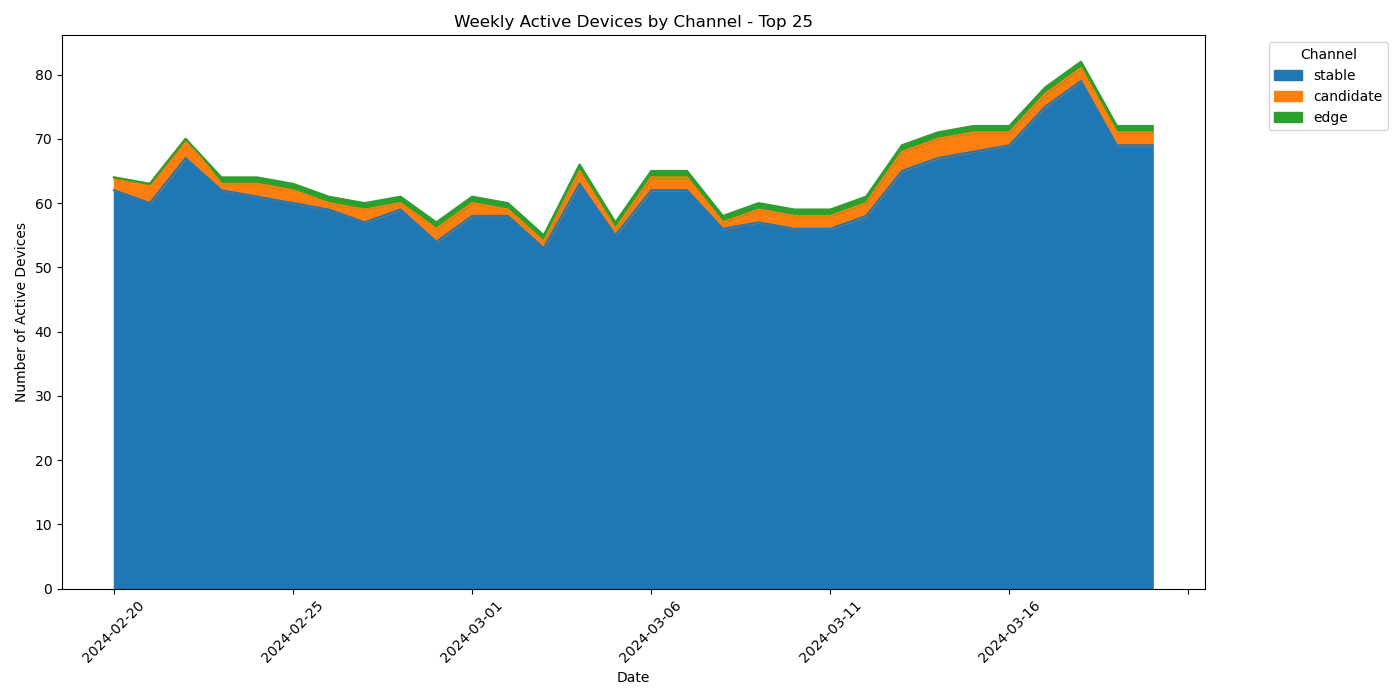 Weekly Active Devices by Channel - Top 25
Number of Active Devices
80
70
60
50
40
30
20
10
0
2024-02-20
2024-02-25
2024-03-01
2024-03-06
2024-03-11
2024-03-16
Date
Channel
stable
candidate
edge